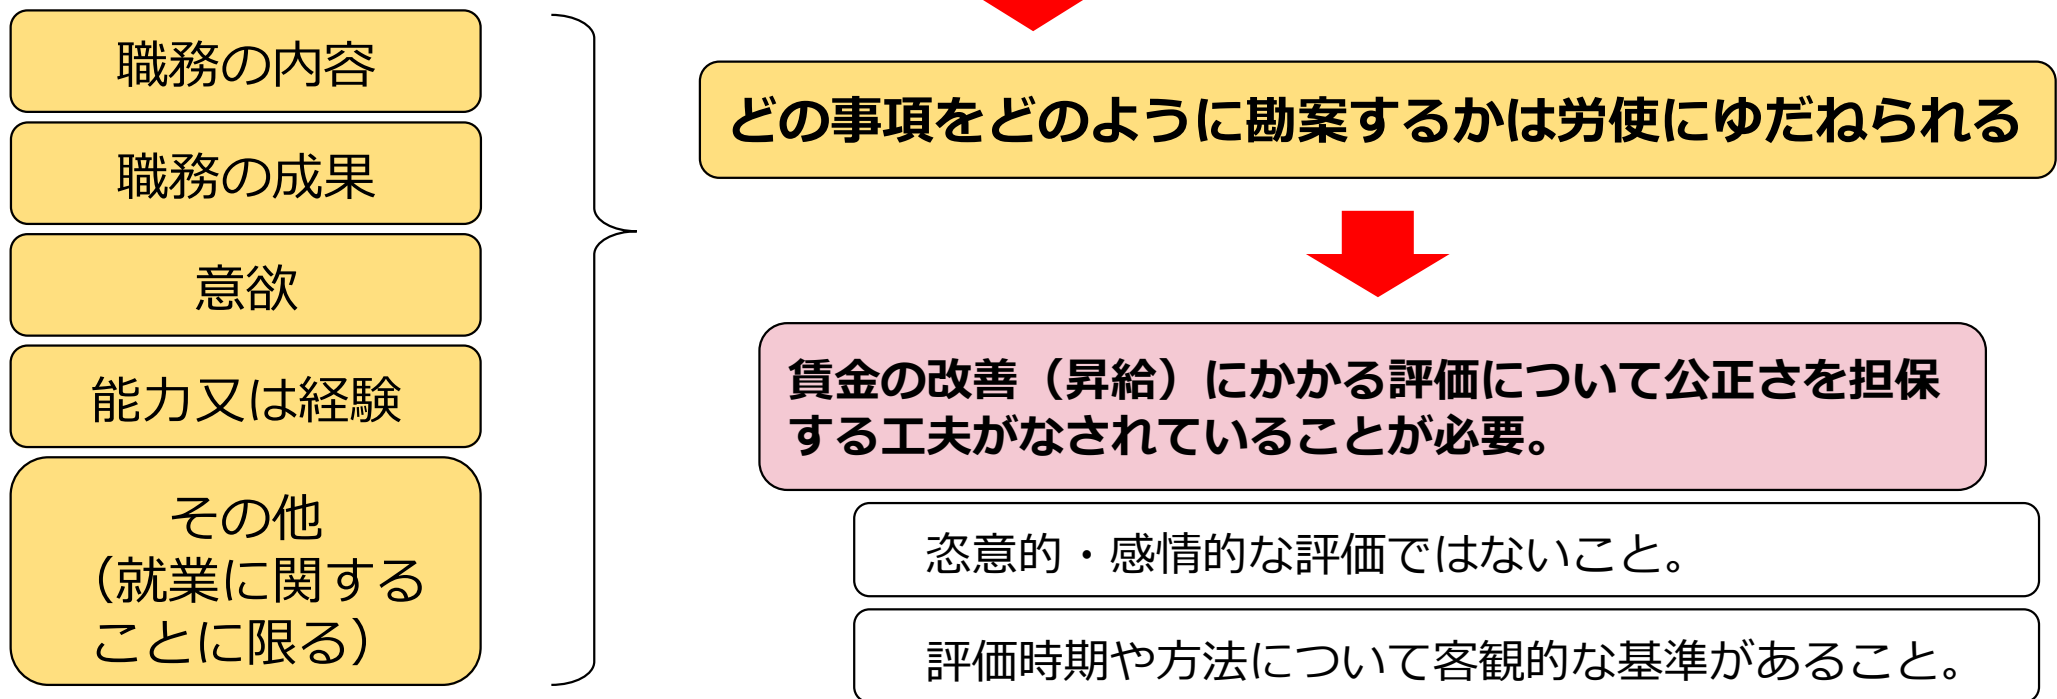 職務の内容
職務の成果
意欲
能力又は経験
その他
（就業に関する
ことに限る）
どの事項をどのように勘案するかは労使にゆだねられる
賃金の改善（昇給）にかかる評価について公正さを担保
する工夫がなされていることが必要。
恣意的・感情的な評価ではないこと。
評価時期や方法について客観的な基準があること。